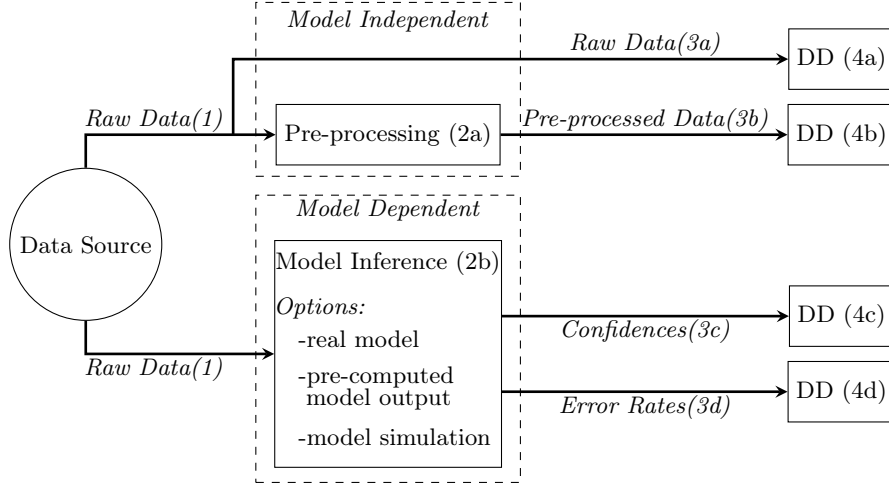 Model Independent
Raw Data(3a)
DD (4a)
Raw Data(1)
Pre-processing (2a)
Pre-processed Data(3b)
DD (4b)
Data Source
Model Dependent
Model Inference (2b)
Options:
-real model
-pre-computed
model output
-model simulation
Confidences(3c)
DD (4c)
Raw Data(1)
Error Rates(3d)
DD (4d)